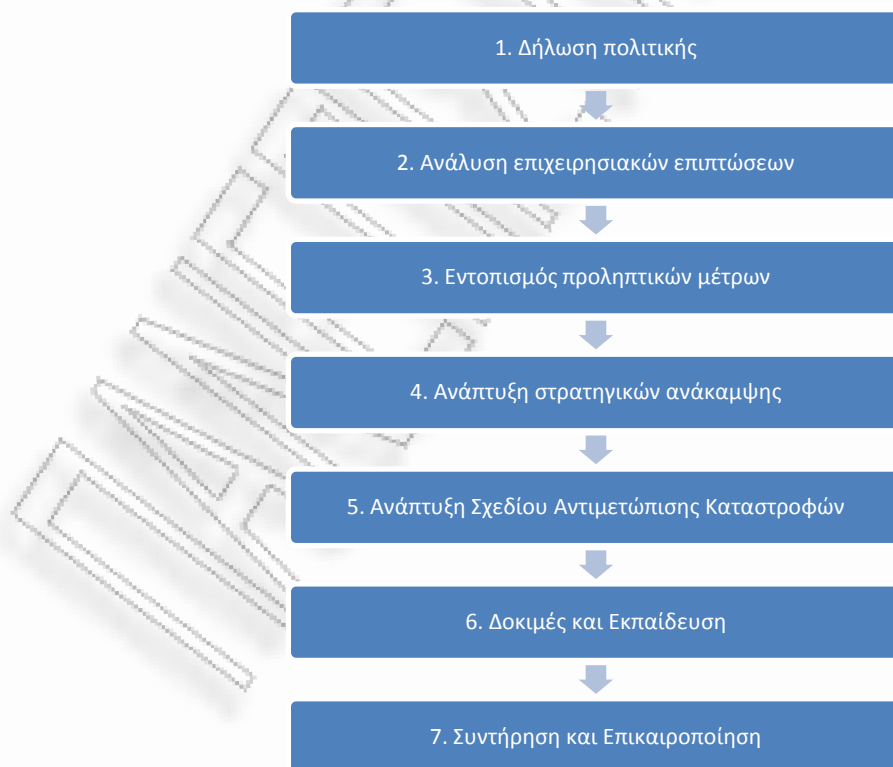 1. Δήλωση πολιτικής
2. Ανάλυση επιχειρησιακών επιπτώσεων
3. Εντοπισμός προληπτικών μέτρων
4. Ανάπτυξη στρατηγικών ανάκαμψης
5. Ανάπτυξη Σχεδίου Αντιμετώπισης Καταστροφών
6. Δοκιμές και Εκπαίδευση
7. Συντήρηση και Επικαιροποίηση